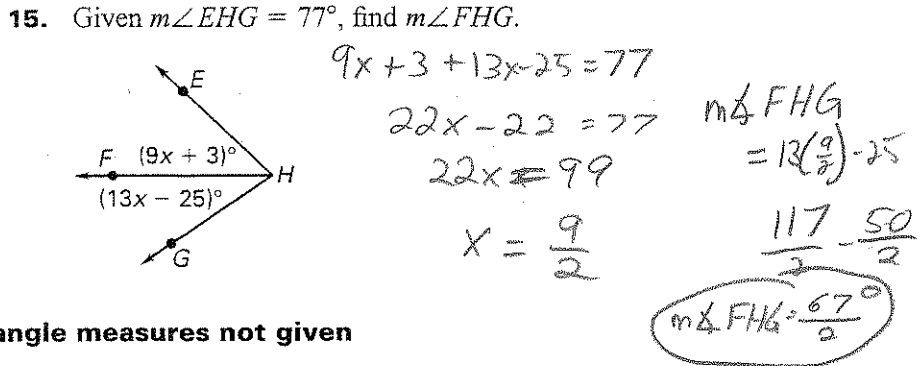 15. Given m∠EHG = 77°, find m∠FHG.
E
F (9x + 3)°
H
(13x − 25)°
G
9x + 3 + 13x - 25 = 77
22x - 22 = 77
22x = 99
x = 9/2
m∡FHG
= 13(9/2) - 25
117/2 - 50/2
m∡FHG = 67/2°
angle measures not given